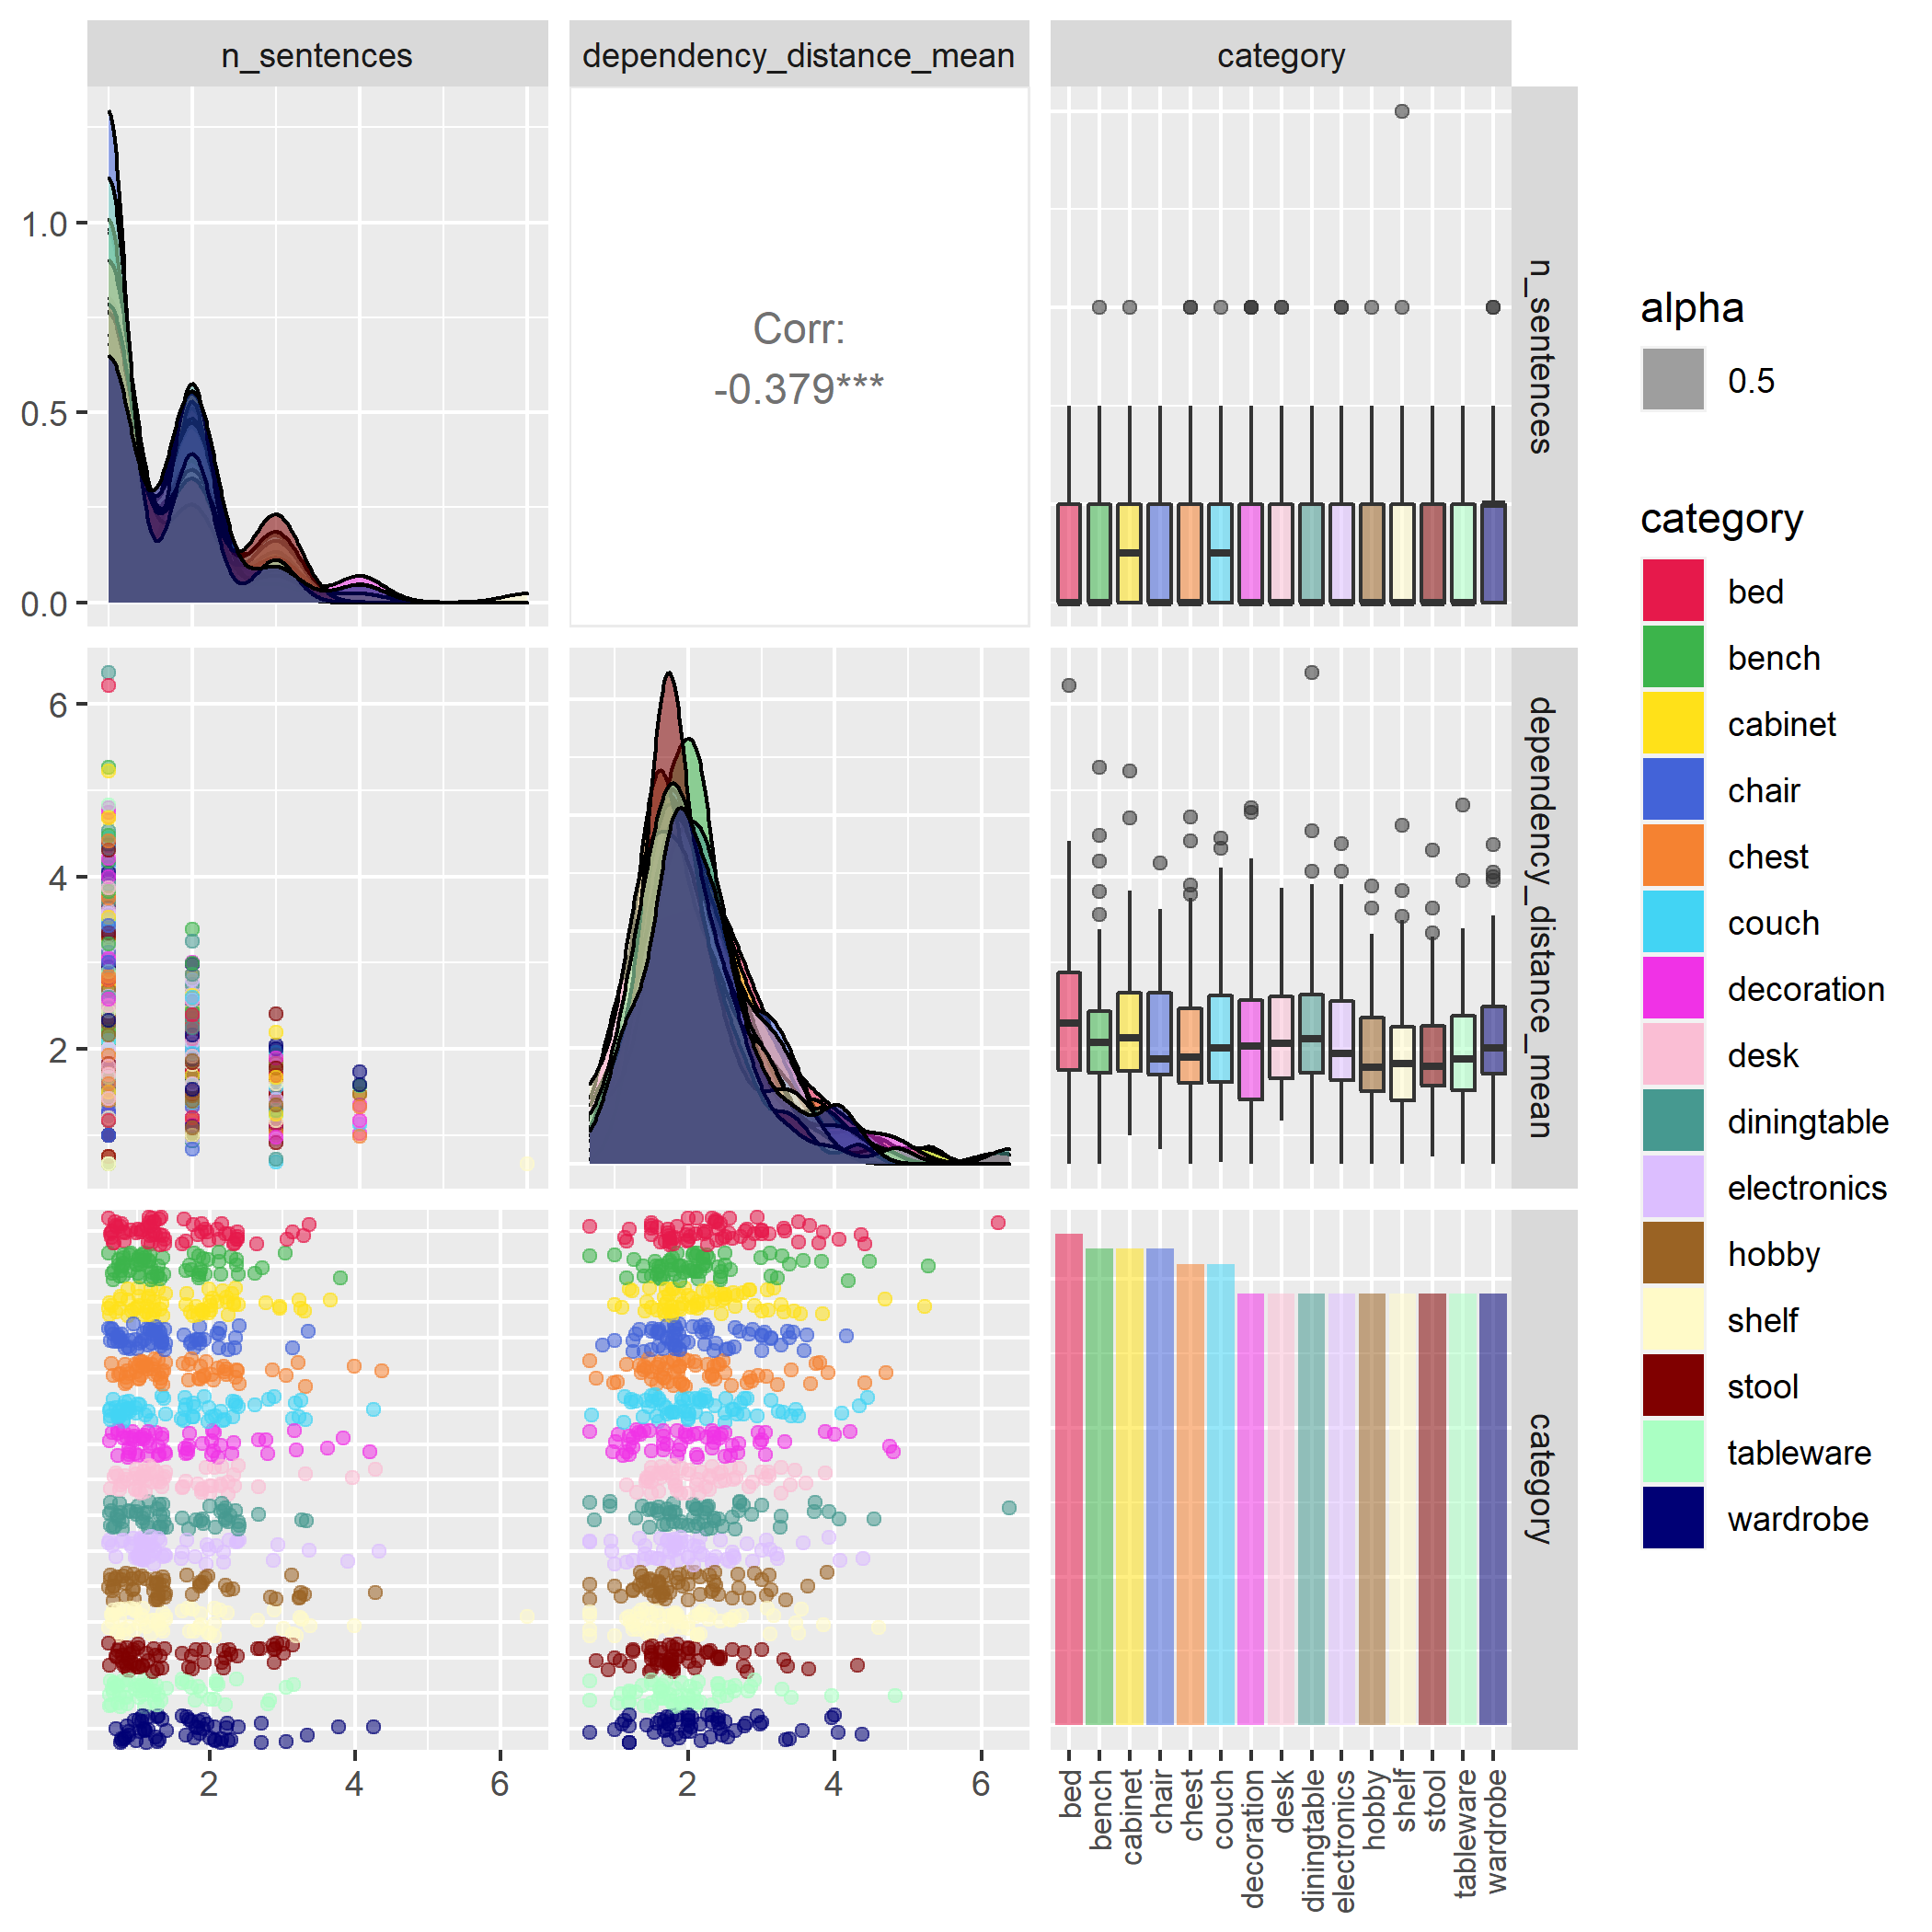 n_sentences
dependency_distance_mean
category
1.0
0.5
0.0
Corr:
-0.379***
n_sentences
6
4
2
dependency_distance_mean
category
2
4
6
2
4
6
bed
bench
cabinet
chair
chest
couch
decoration
desk
diningtable
electronics
hobby
shelf
stool
tableware
wardrobe
alpha
0.5
category
bed
bench
cabinet
chair
chest
couch
decoration
desk
diningtable
electronics
hobby
shelf
stool
tableware
wardrobe